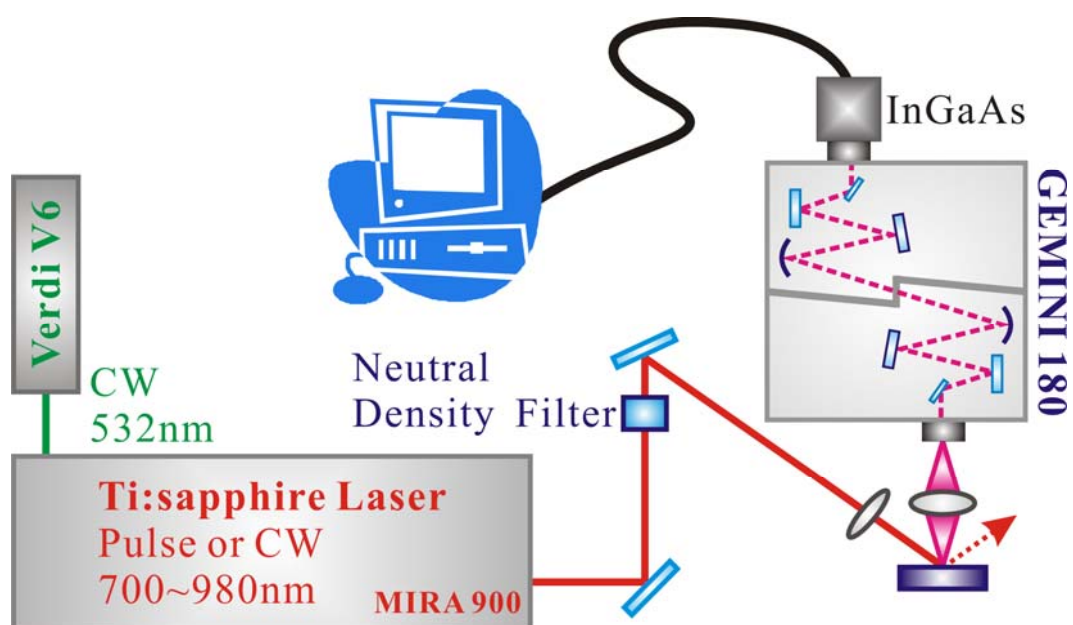 InGaAs
GEMINI 180
Verdi V6
CW
532nm
Neutral
Density Filter
Ti:sapphire Laser
Pulse or CW
700~980nm
MIRA 900